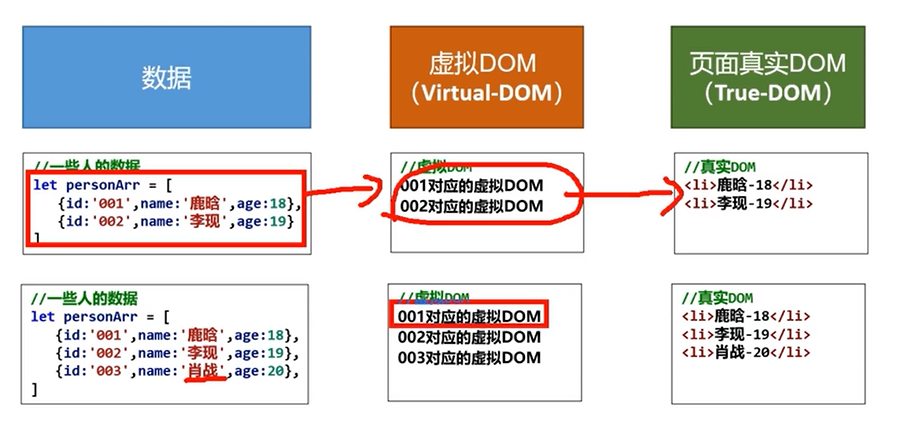 数据
虚拟DOM
（Virtual-DOM）
页面真实DOM
（True-DOM）
//一些人的数据
let personArr = [
{id:'001',name:'鹿晗',age:18},
{id:'002',name:'李现',age:19}
]
//虚拟DOM
001对应的虚拟DOM
002对应的虚拟DOM
//真实DOM
<li>鹿晗-18</li>
<li>李现-19</li>
//一些人的数据
let personArr = [
{id:'001',name:'鹿晗',age:18},
{id:'002',name:'李现',age:19},
{id:'003',name:'肖战',age:20},
]
//虚拟DOM
001对应的虚拟DOM
002对应的虚拟DOM
003对应的虚拟DOM
//真实DOM
<li>鹿晗-18</li>
<li>李现-19</li>
<li>肖战-20</li>